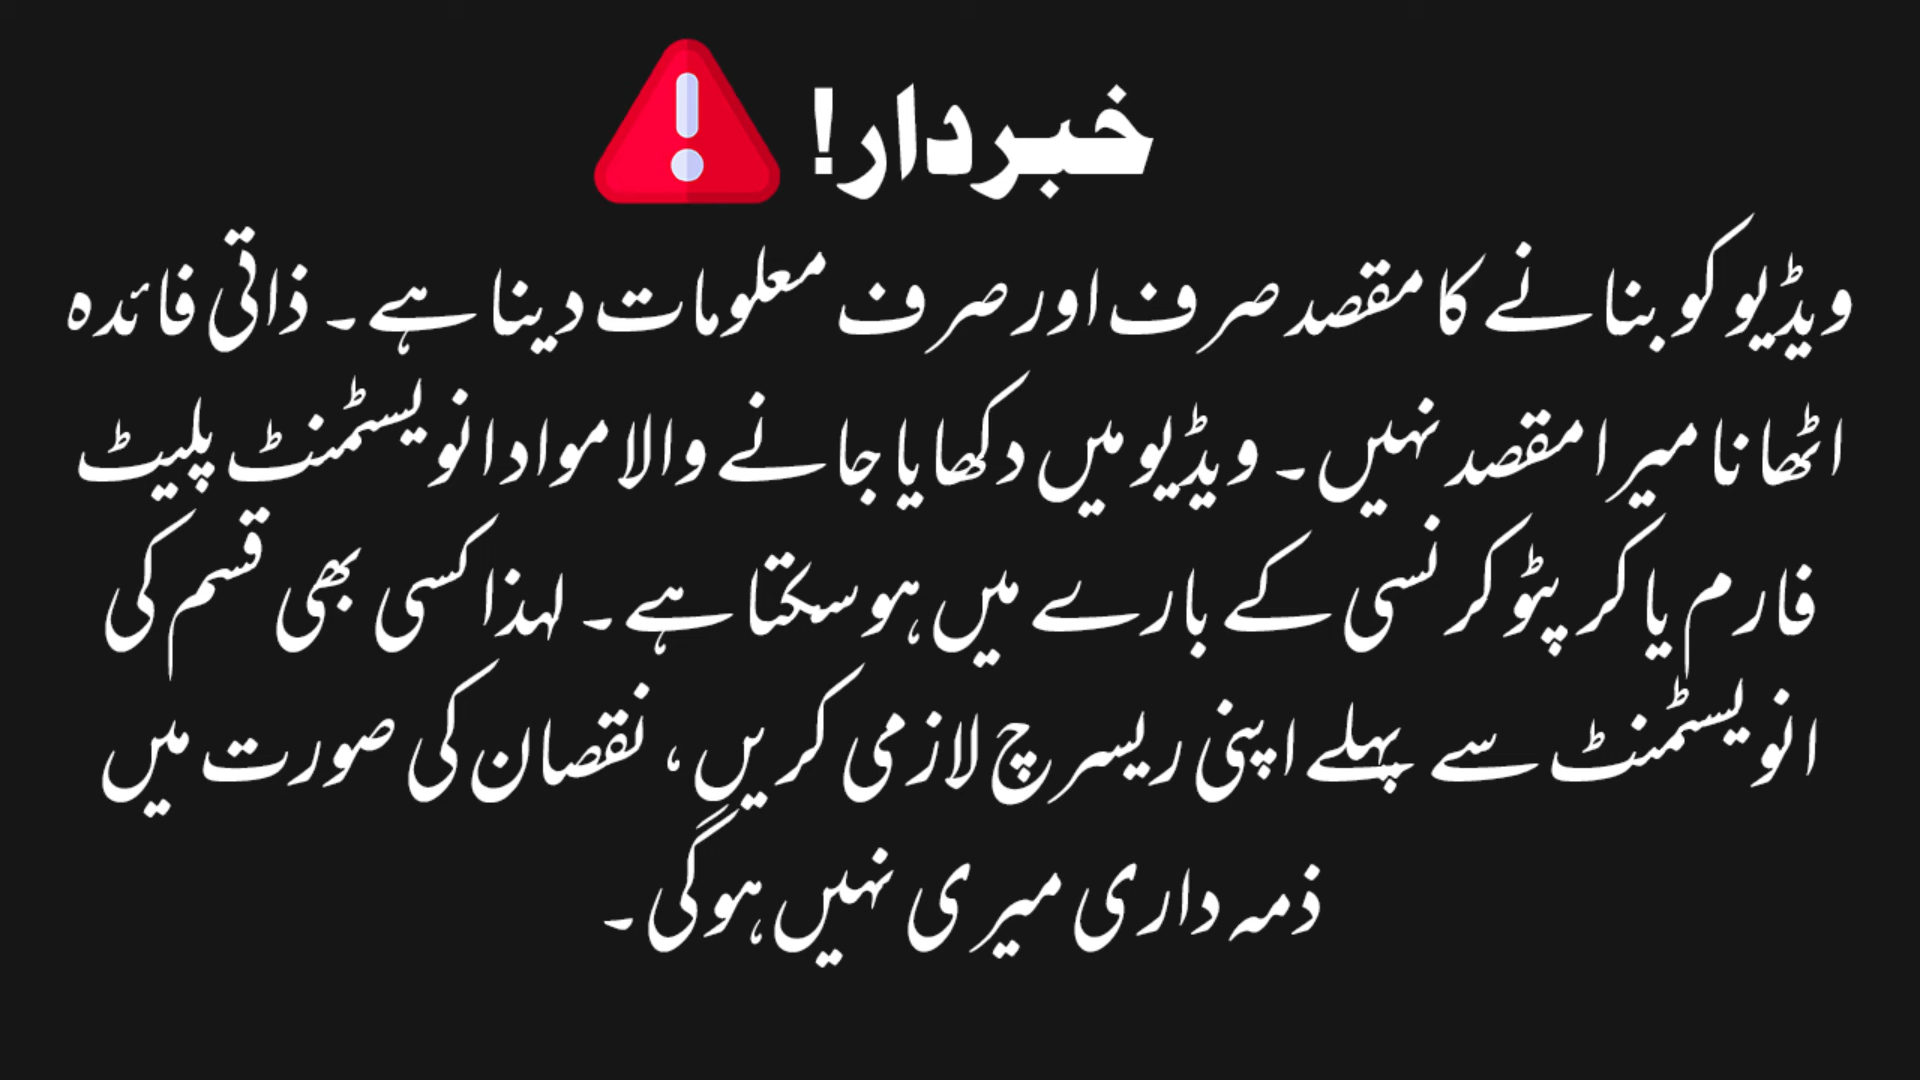 خبردار!
ویڈیو کو بنانے کا مقصد صرف اور صرف معلومات دینا ہے۔ ذاتی فائدہ
اٹھانا میرا مقصد نہیں۔ ویڈیو میں دکھایا جانے والا مواد انویسٹمنٹ پلیٹ
فارم یا کرپٹو کرنسی کے بارے میں ہو سکتا ہے۔ لہذا کسی بھی قسم کی
انویسٹمنٹ سے پہلے اپنی ریسرچ لازمی کریں، نقصان کی صورت میں
ذمہ داری میری نہیں ہوگی۔